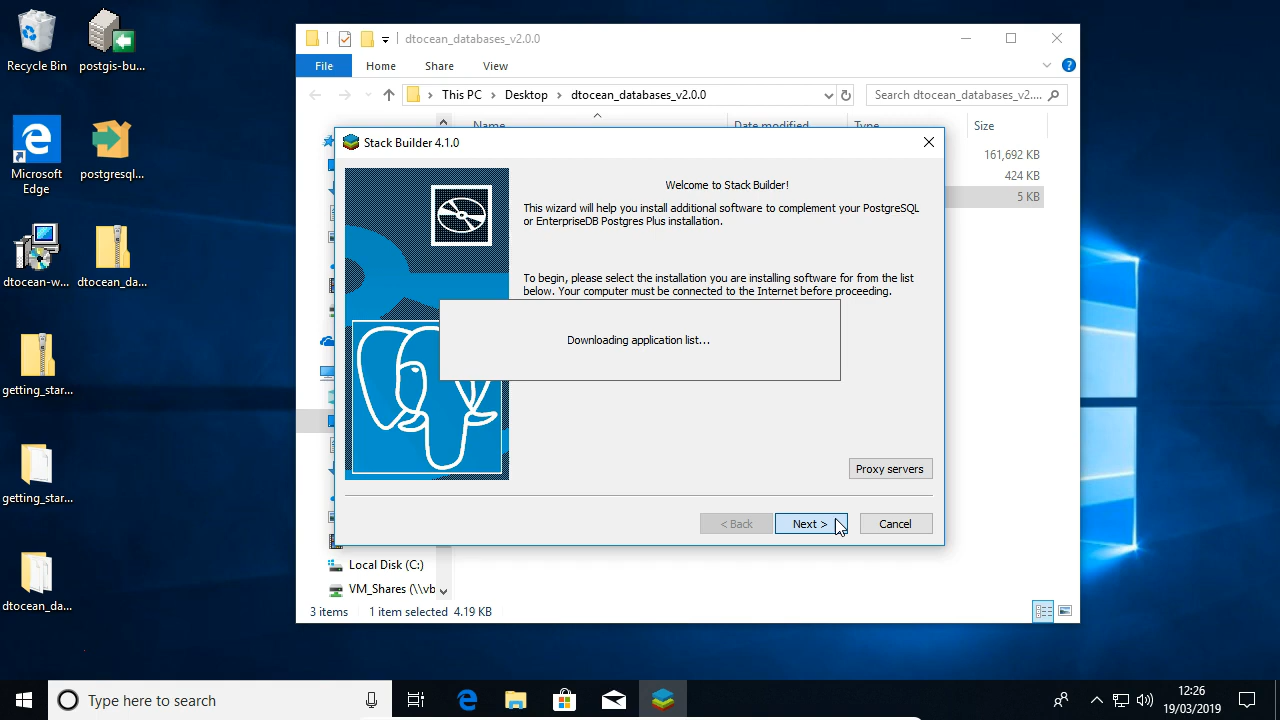 Recycle Bin
postgis-bu...
Microsoft
Edge
postgresql...
dtocean-w...
dtocean_da...
getting_star...
getting_star...
dtocean_da...
dtocean_databases_v2.0.0
File
Home
Share
View
This PC
Desktop
dtocean_databases_v2.0.0
Search dtocean_databases_v2....
Name
Date modified
Type
Size
161,692 KB
424 KB
5 KB
Stack Builder 4.1.0
Welcome to Stack Builder!
This wizard will help you install additional software to complement your PostgreSQL
or EnterpriseDB Postgres Plus installation.
To begin, please select the installation you are installing software for from the list
below. Your computer must be connected to the Internet before proceeding.
Downloading application list...
Proxy servers
< Back
Next >
Cancel
Local Disk (C:)
VM_Shares (\\vb
3 items
1 item selected 4.19 KB
Type here to search
12:26
19/03/2019